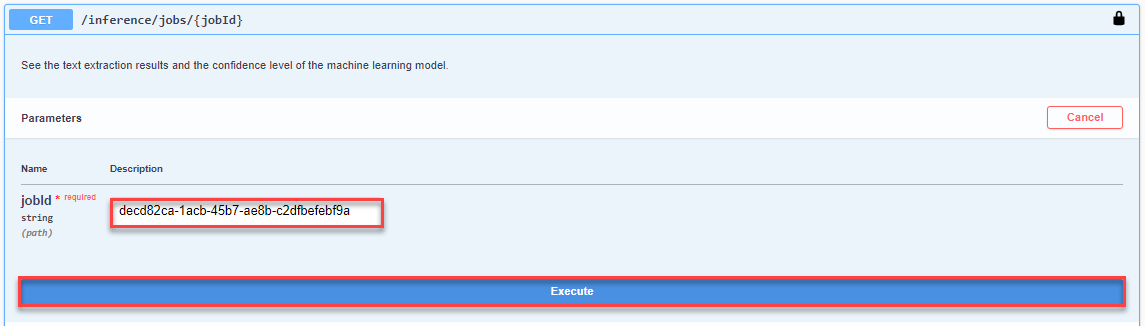 GET /inference/jobs/{jobId}
See the text extraction results and the confidence level of the machine learning model.
Parameters Cancel
Name Description
jobId * required
string
(path)
decd82ca-1acb-45b7-ae8b-c2dfbefebf9a
Execute